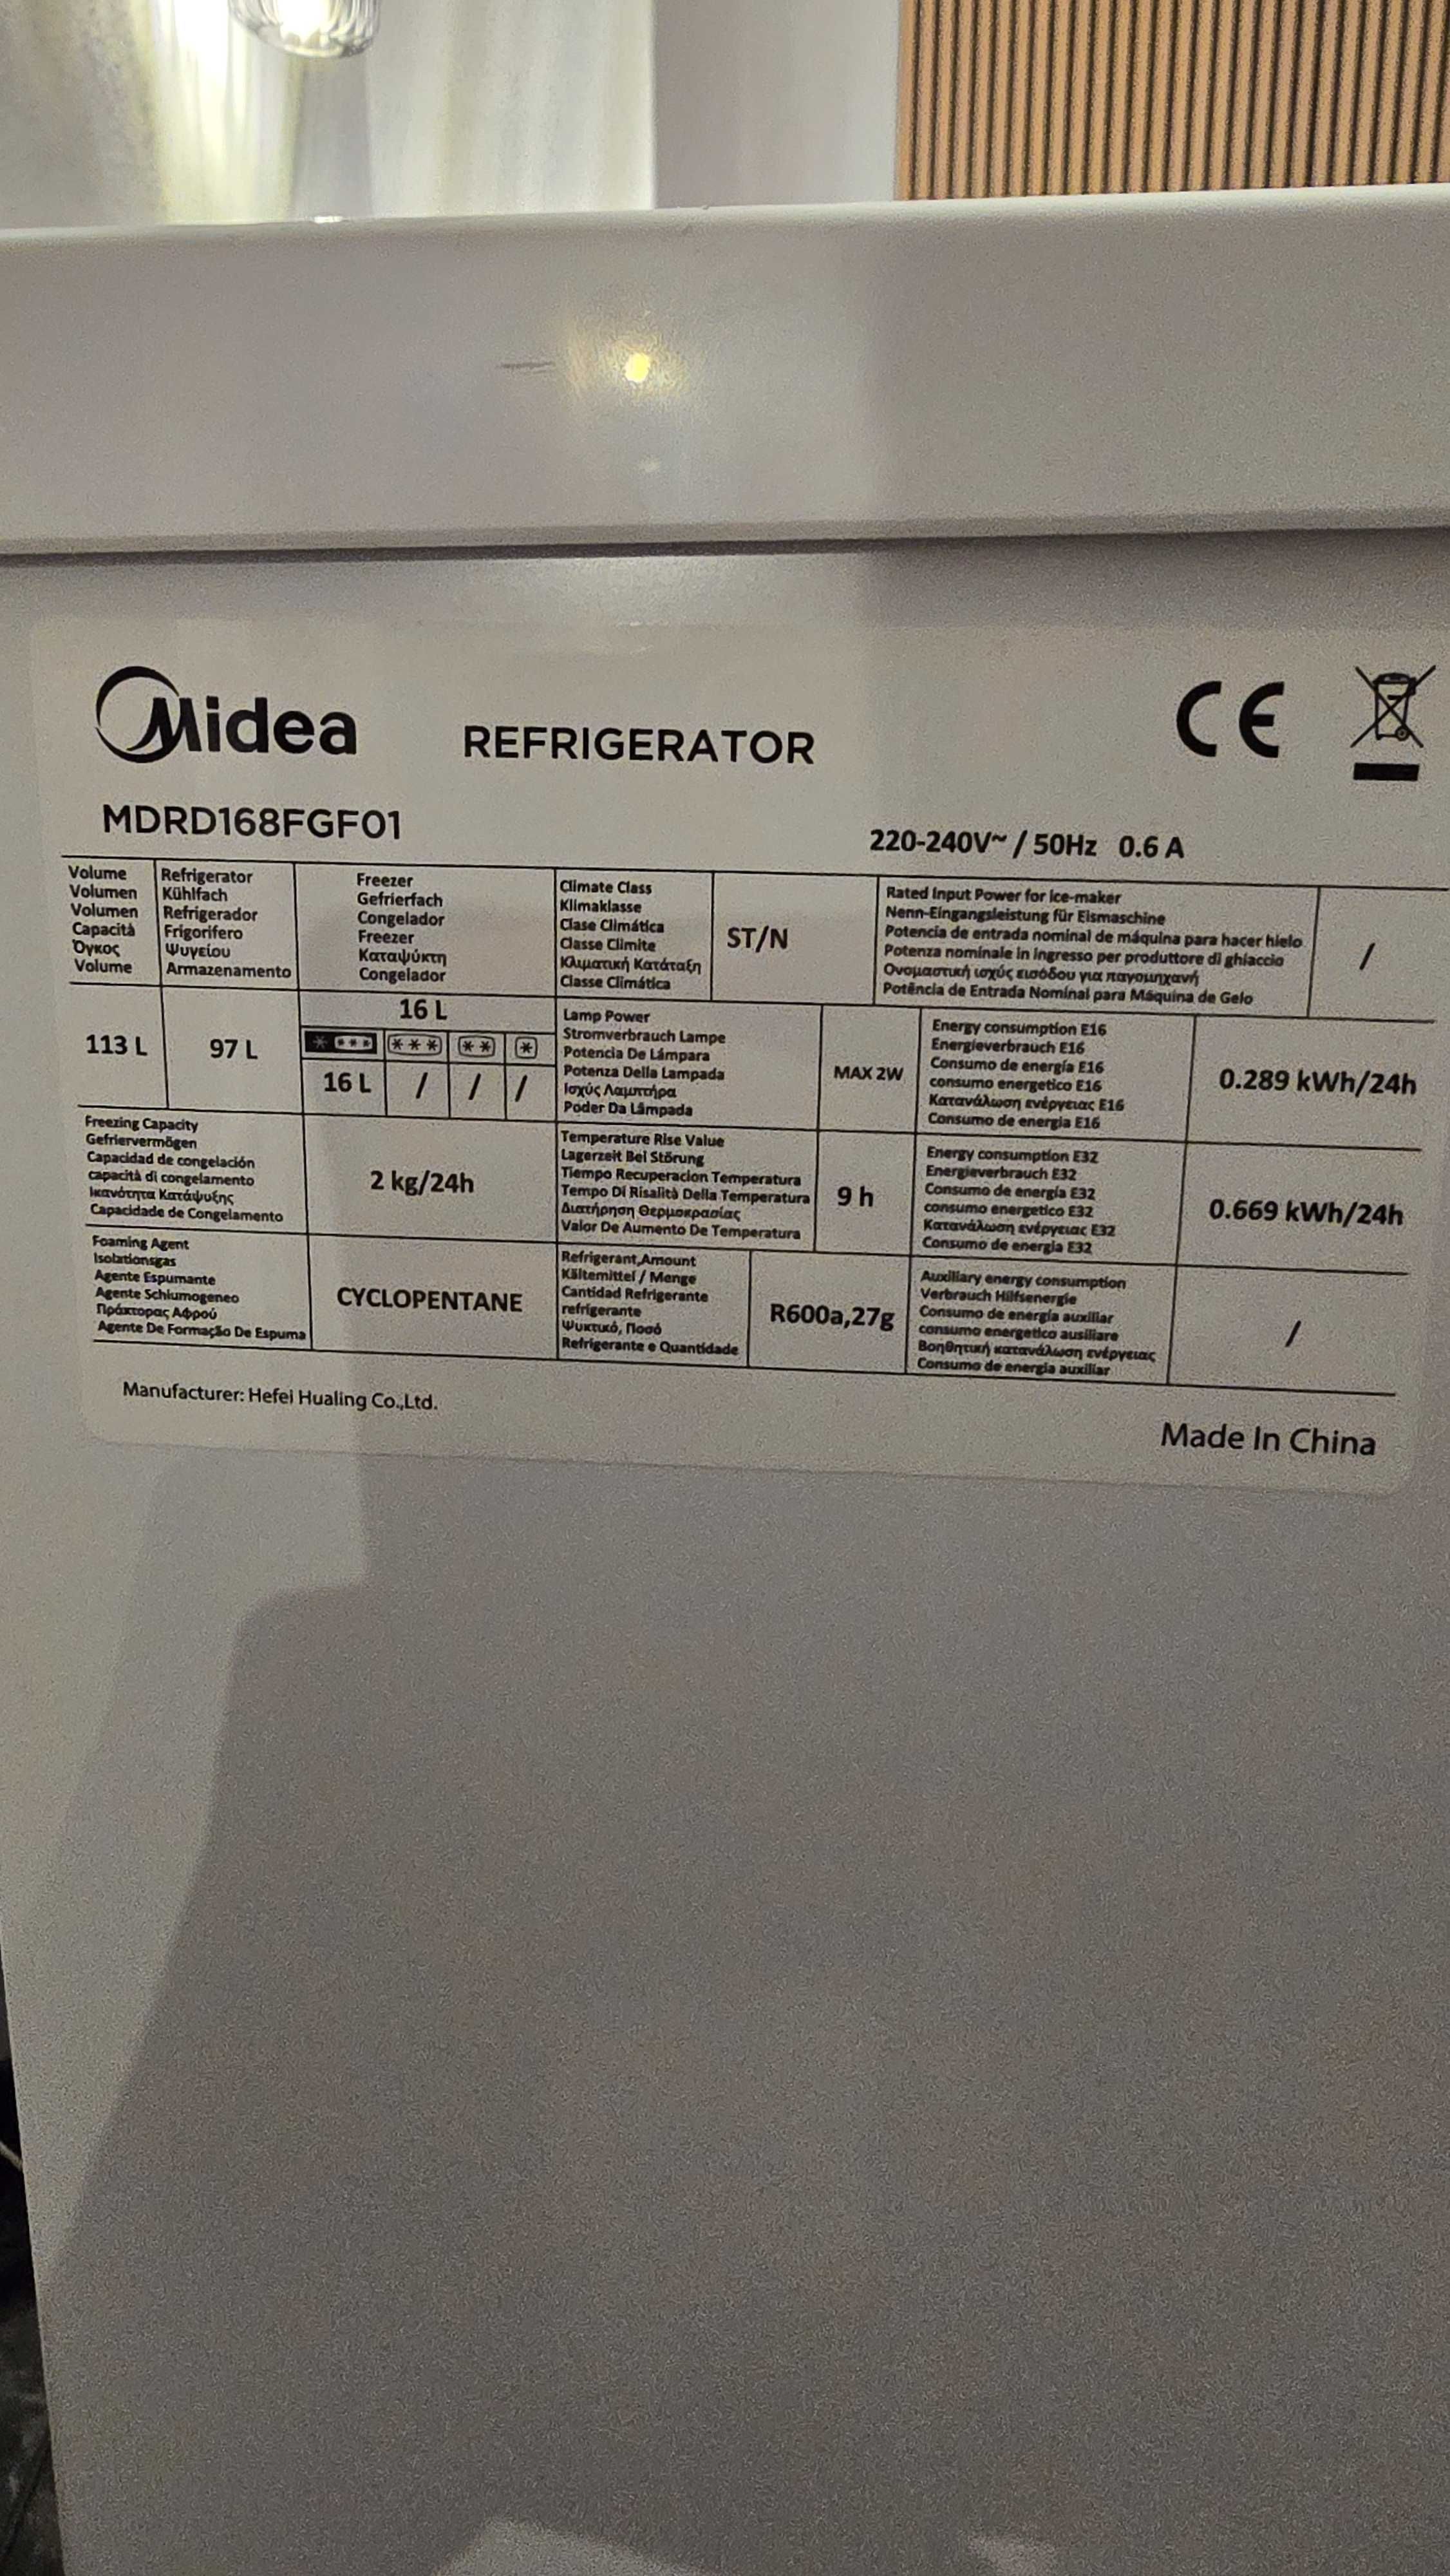 Midea REFRIGERATOR CE
MDRD168FGF01
220-240V~ / 50Hz 0.6 A
Volume
Volumen
Volumen
Capacità
Όγκος
Volume
Refrigerator
Kühlfach
Refrigerador
Frigorifero
Ψυγείου
Armazenamento
Freezer
Gefrierfach
Congelador
Freezer
Καταψύκτη
Congelador
Climate Class
Klimaklasse
Clase Climática
Classe Climite
Κλιματική Κατάταξη
Classe Climática
ST/N
Rated Input Power for Ice-maker
Nenn-Eingangsleistung für Eismaschine
Potencia de entrada nominal de máquina para hacer hielo
Potenza nominale in ingresso per produttore di ghiaccio
Ονομαστική ισχύς εισόδου για παγομηχανή
Potência de Entrada Nominal para Máquina de Gelo
/
113 L
97 L
16 L
* *** *** ** *
16 L / / /
Lamp Power
Stromverbrauch Lampe
Potencia De Lámpara
Potenza Della Lampada
Ισχύς Λαμπτήρα
Poder Da Lâmpada
MAX 2W
Energy consumption E16
Energieverbrauch E16
Consumo de energía E16
consumo energetico E16
Κατανάλωση ενέργειας E16
Consumo de energia E16
0.289 kWh/24h
Freezing Capacity
Gefriervermögen
Capacidad de congelación
capacità di congelamento
Ικανότητα Κατάψυξης
Capacidade de Congelamento
2 kg/24h
Temperature Rise Value
Lagerzeit Bei Störung
Tiempo Recuperacion Temperatura
Tempo Di Risalità Della Temperatura
Διατήρηση Θερμοκρασίας
Valor De Aumento De Temperatura
9 h
Energy consumption E32
Energieverbrauch E32
Consumo de energía E32
consumo energetico E32
Κατανάλωση ενέργειας E32
Consumo de energia E32
0.669 kWh/24h
Foaming Agent
Isolationsgas
Agente Espumante
Agente Schiumogeneo
Πράκτορας Αφρού
Agente De Formação De Espuma
CYCLOPENTANE
Refrigerant,Amount
Kältemittel / Menge
Cantidad Refrigerante
refrigerante
Ψυκτικό, Ποσό
Refrigerante e Quantidade
R600a,27g
Auxiliary energy consumption
Verbrauch Hilfsenergie
Consumo de energía auxiliar
consumo energetico ausiliare
Βοηθητική κατανάλωση ενέργειας
Consumo de energia auxiliar
/
Manufacturer: Hefei Hualing Co.,Ltd.
Made In China